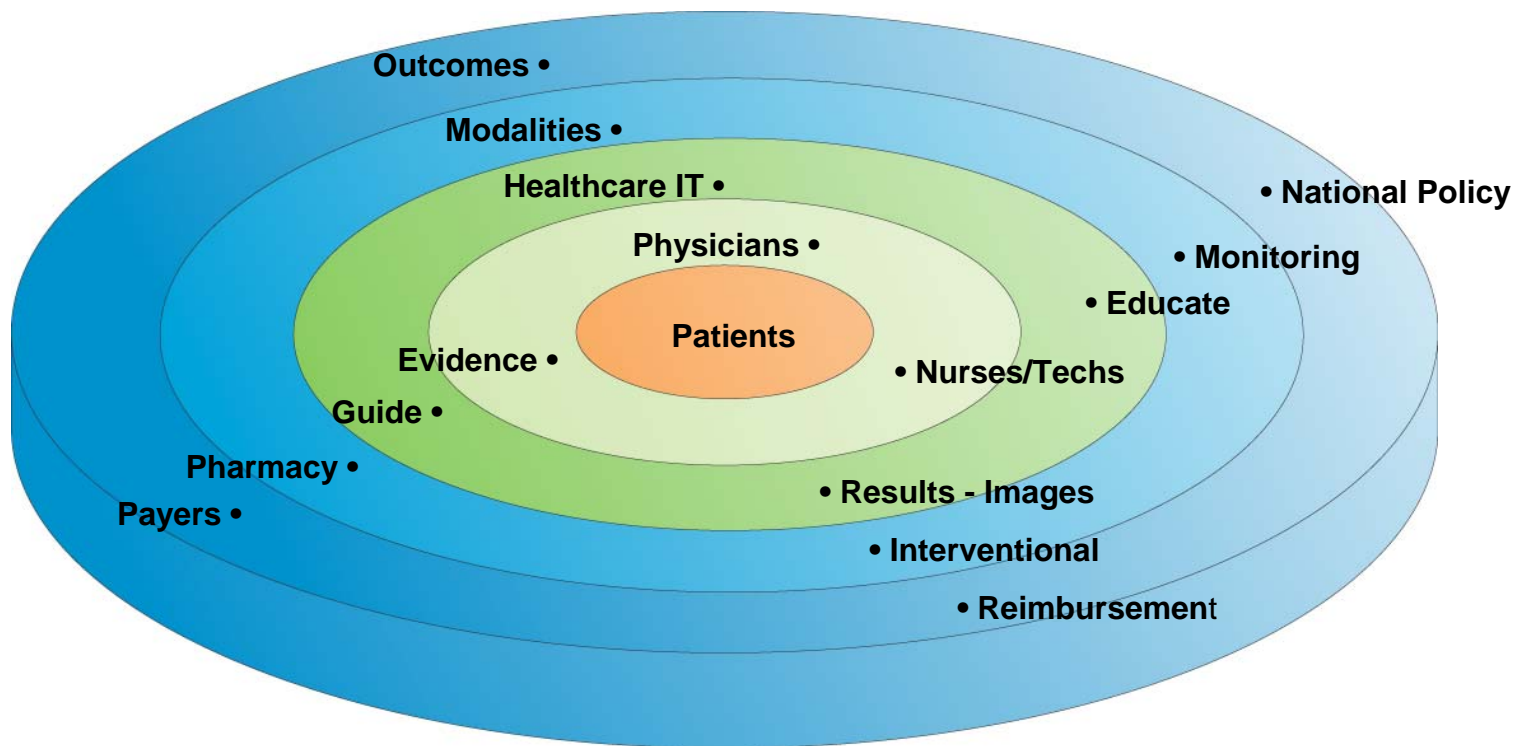 Outcomes •
Modalities •
Healthcare IT •
• National Policy
Physicians •
• Monitoring
• Educate
Patients
Evidence •
• Nurses/Techs
Guide •
Pharmacy •
• Results - Images
Payers •
• Interventional
• Reimbursement